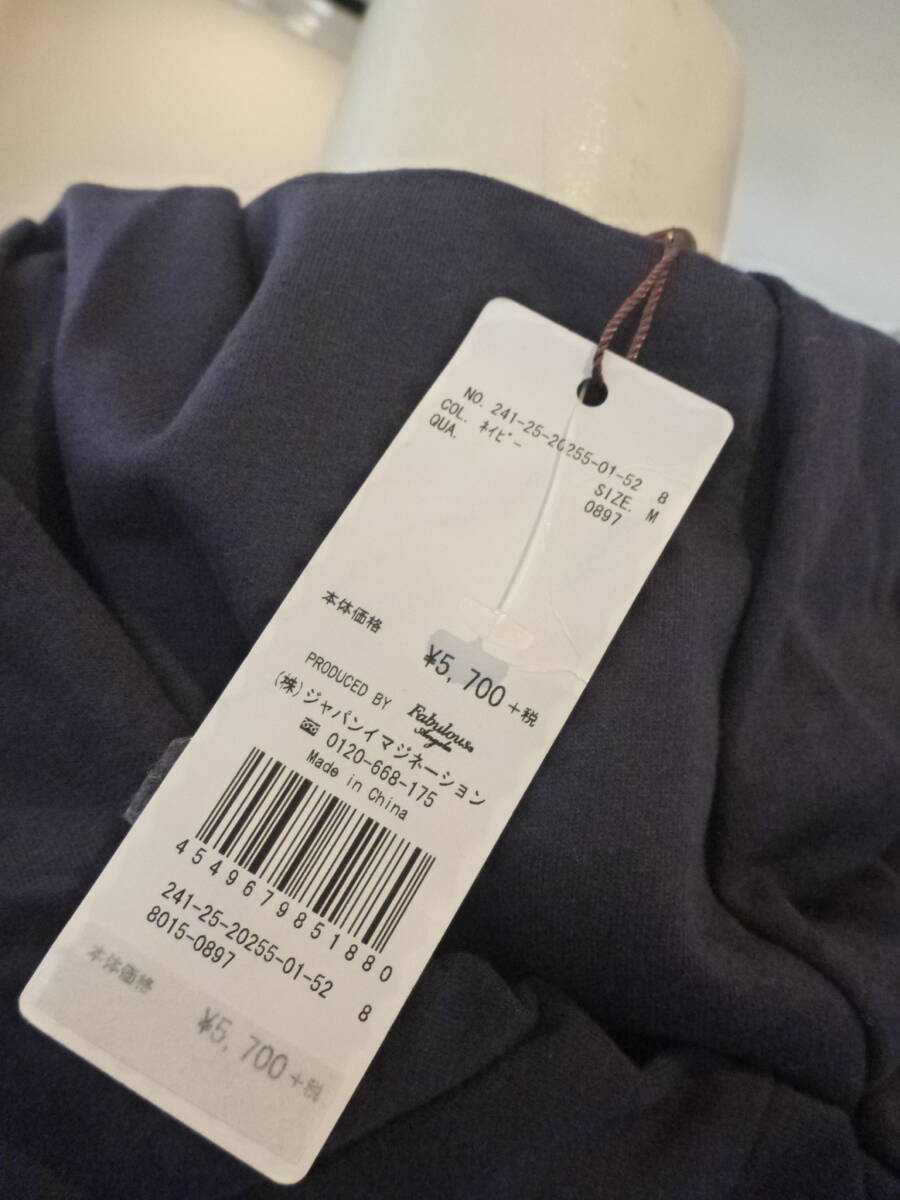 NO. 241-25-20255-01-52 8
COL. ﾈｲﾋﾞｰ SIZE. M
QUA. 0897
本体価格 ¥5,700 +税
PRODUCED BY Fabulous Angela
(株)ジャパンイマジネーション
0120-668-175
Made in China
4549679851880
241-25-20255-01-52 8
8015-0897
本体価格 ¥5,700 +税